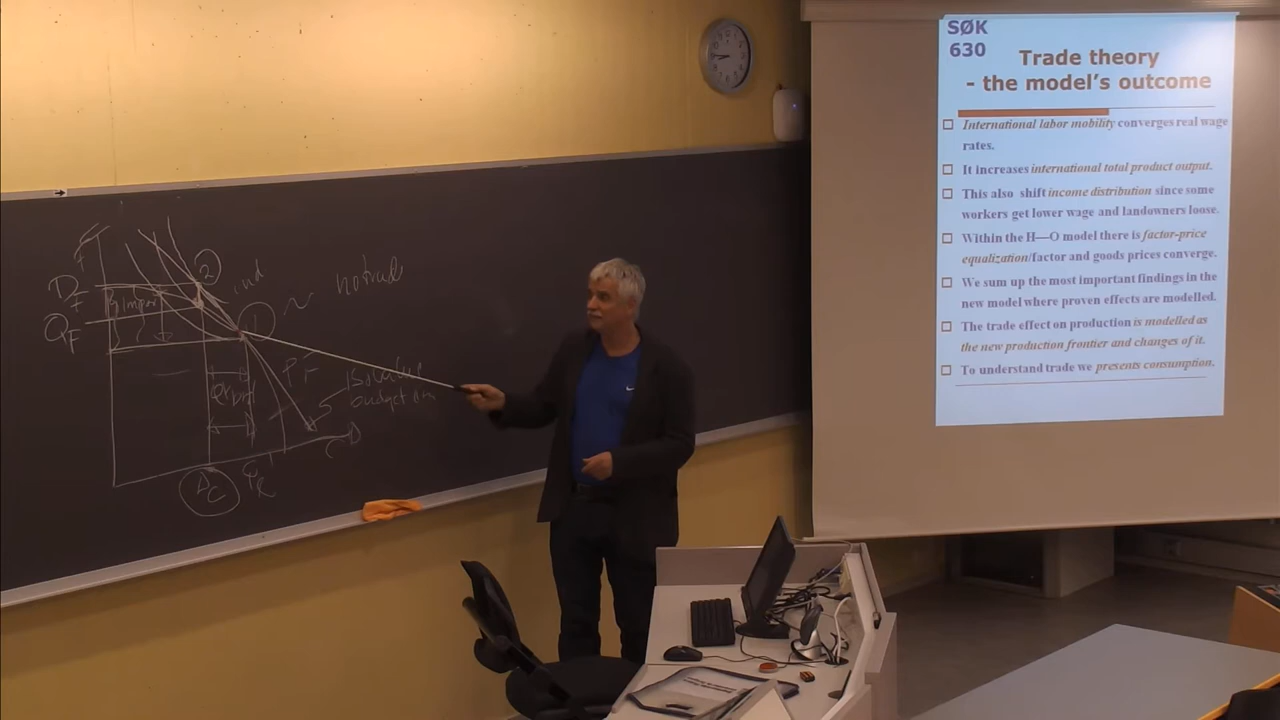 SØK
630
Trade theory
- the model's outcome
International labor mobility converges real wage
rates.
It increases international total product output.
This also shift income distribution since some
workers get lower wage and landowners loose.
Within the H—O model there is factor-price
equalization/factor and goods prices converge.
We sum up the most important findings in the
new model where proven effects are modelled.
The trade effect on production is modelled as
the new production frontier and changes of it.
To understand trade we presents consumption.
F
D F
2
Import
ind
Q F
1
P F
D C
Q R